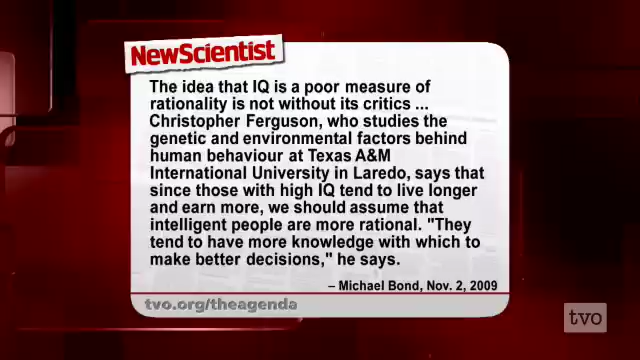 NewScientist
The idea that IQ is a poor measure of
rationality is not without its critics ...
Christopher Ferguson, who studies the
genetic and environmental factors behind
human behaviour at Texas A&M
International University in Laredo, says that
since those with high IQ tend to live longer
and earn more, we should assume that
intelligent people are more rational. "They
tend to have more knowledge with which to
make better decisions," he says.
– Michael Bond, Nov. 2, 2009
tvo.org/theagenda
tvo